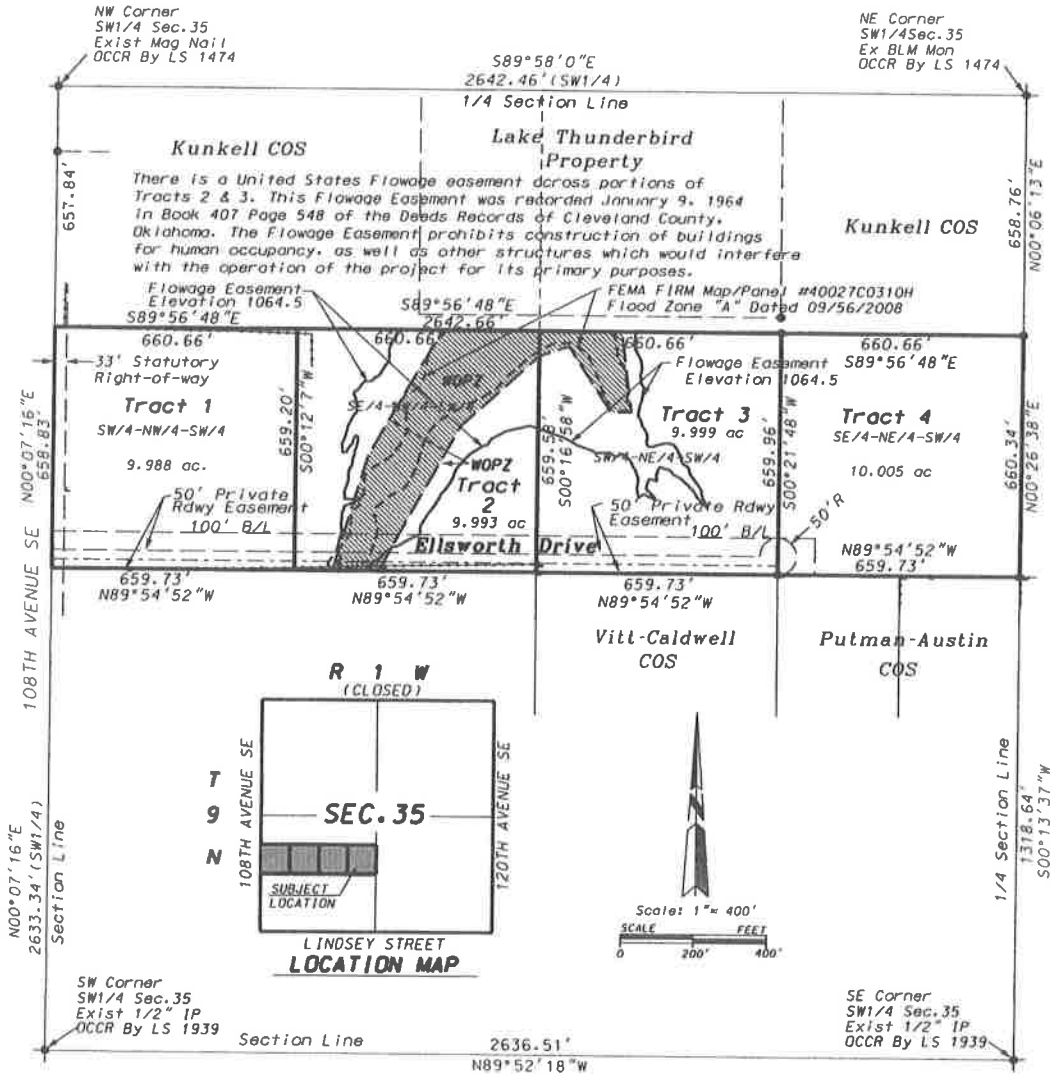 NW Corner
SW1/4 Sec.35
Exist Mag Nail
OCCR By LS 1474
NE Corner
SW1/4Sec.35
Ex BLM Mon
OCCR By LS 1474
S89°58'0"E
2642.46'(SW1/4)
1/4 Section Line
Kunkell COS
Lake Thunderbird
Property
Kunkell COS
657.84'
658.76'
N00°06'13"E
There is a United States Flowage easement across portions of
Tracts 2 & 3. This Flowage Easement was recorded January 9, 1964
in Book 407 Page 548 of the Deeds Records of Cleveland County,
Oklahoma. The Flowage Easement prohibits construction of buildings
for human occupancy, as well as other structures which would interfere
with the operation of the project for its primary purposes.
Flowage Easement
Elevation 1064.5
FEMA FIRM Map/Panel #40027C0310H
Flood Zone "A" Dated 09/56/2008
S89°56'48"E
660.66'
S89°56'48"E
2642.66'
660.66'
660.66'
660.66'
S89°56'48"E
33' Statutory
Right-of-way
Flowage Easement
Elevation 1064.5
Tract 1
SW/4-NW/4-SW/4
9.988 ac.
N00°07'16"E
658.83'
659.20'
S00°12'7"W
WOPZ
WOPZ
Tract
2
9.993 ac
659.58'
S00°16'58"W
Tract 3
9.999 ac
SW/4-NE/4-SW/4
659.96'
S00°21'48"W
Tract 4
SE/4-NE/4-SW/4
10.005 ac
660.34'
N00°26'38"E
50' Private
Rdwy Easement
100' B/L
50' Private Rdwy
Easement
100' B/L
50'R
Ellsworth Drive
659.73'
N89°54'52"W
659.73'
N89°54'52"W
659.73'
N89°54'52"W
N89°54'52"W
659.73'
108TH AVENUE SE
Vitt-Caldwell
COS
Putman-Austin
COS
R 1 W
(CLOSED)
T
9
N
108TH AVENUE SE
SEC.35
120TH AVENUE SE
SUBJECT
LOCATION
LINDSEY STREET
LOCATION MAP
N
Scale: 1"= 400'
SCALE FEET
0 200' 400'
N00°07'16"E
2633.34'(SW1/4)
Section Line
1/4 Section Line
1318.64'
S00°13'37"W
SW Corner
SW1/4 Sec.35
Exist 1/2" IP
OCCR By LS 1939
SE Corner
SW1/4 Sec.35
Exist 1/2" IP
OCCR By LS 1939
Section Line
2636.51'
N89°52'18"W